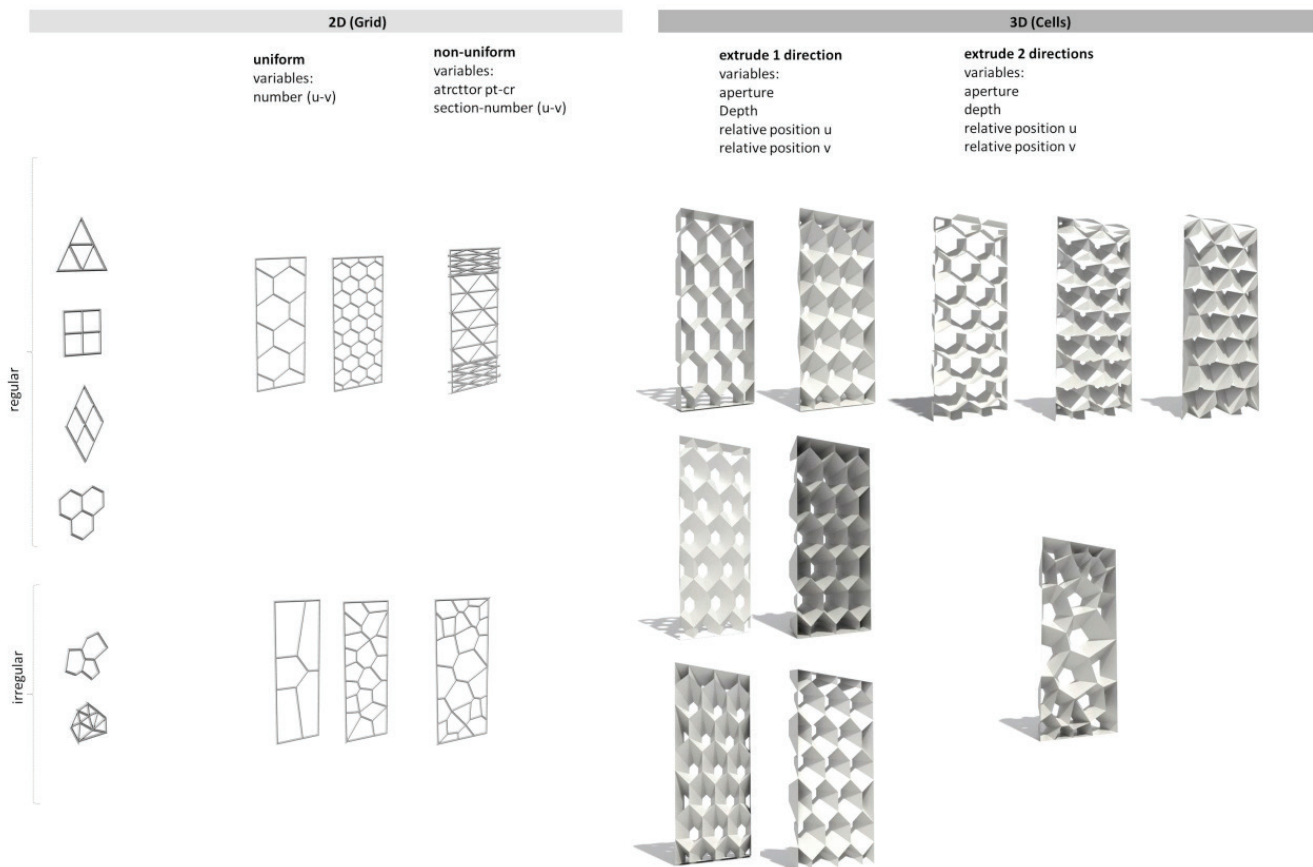 2D (Grid)
3D (Cells)
uniform
variables:
number (u-v)
non-uniform
variables:
atrcttor pt-cr
section-number (u-v)
extrude 1 direction
variables:
aperture
Depth
relative position u
relative position v
extrude 2 directions
variables:
aperture
depth
relative position u
relative position v
regular
irregular